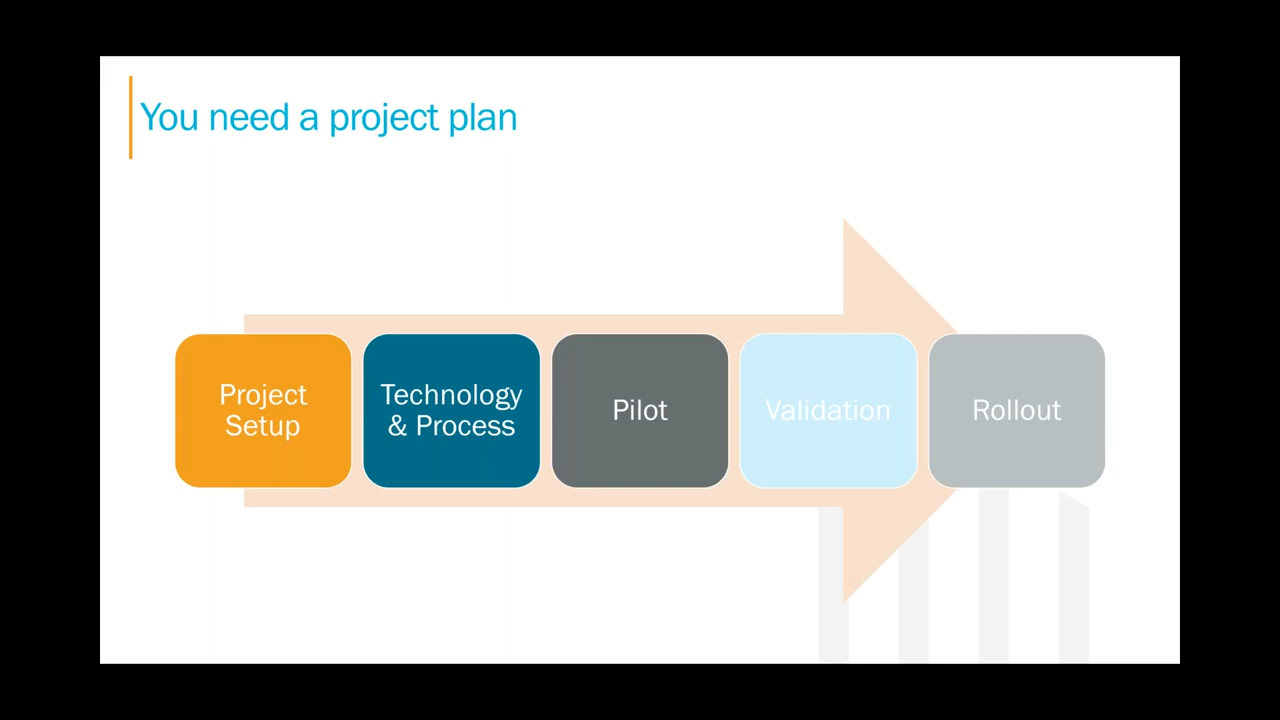 You need a project plan
Project
Setup
Technology
& Process
Pilot
Validation
Rollout